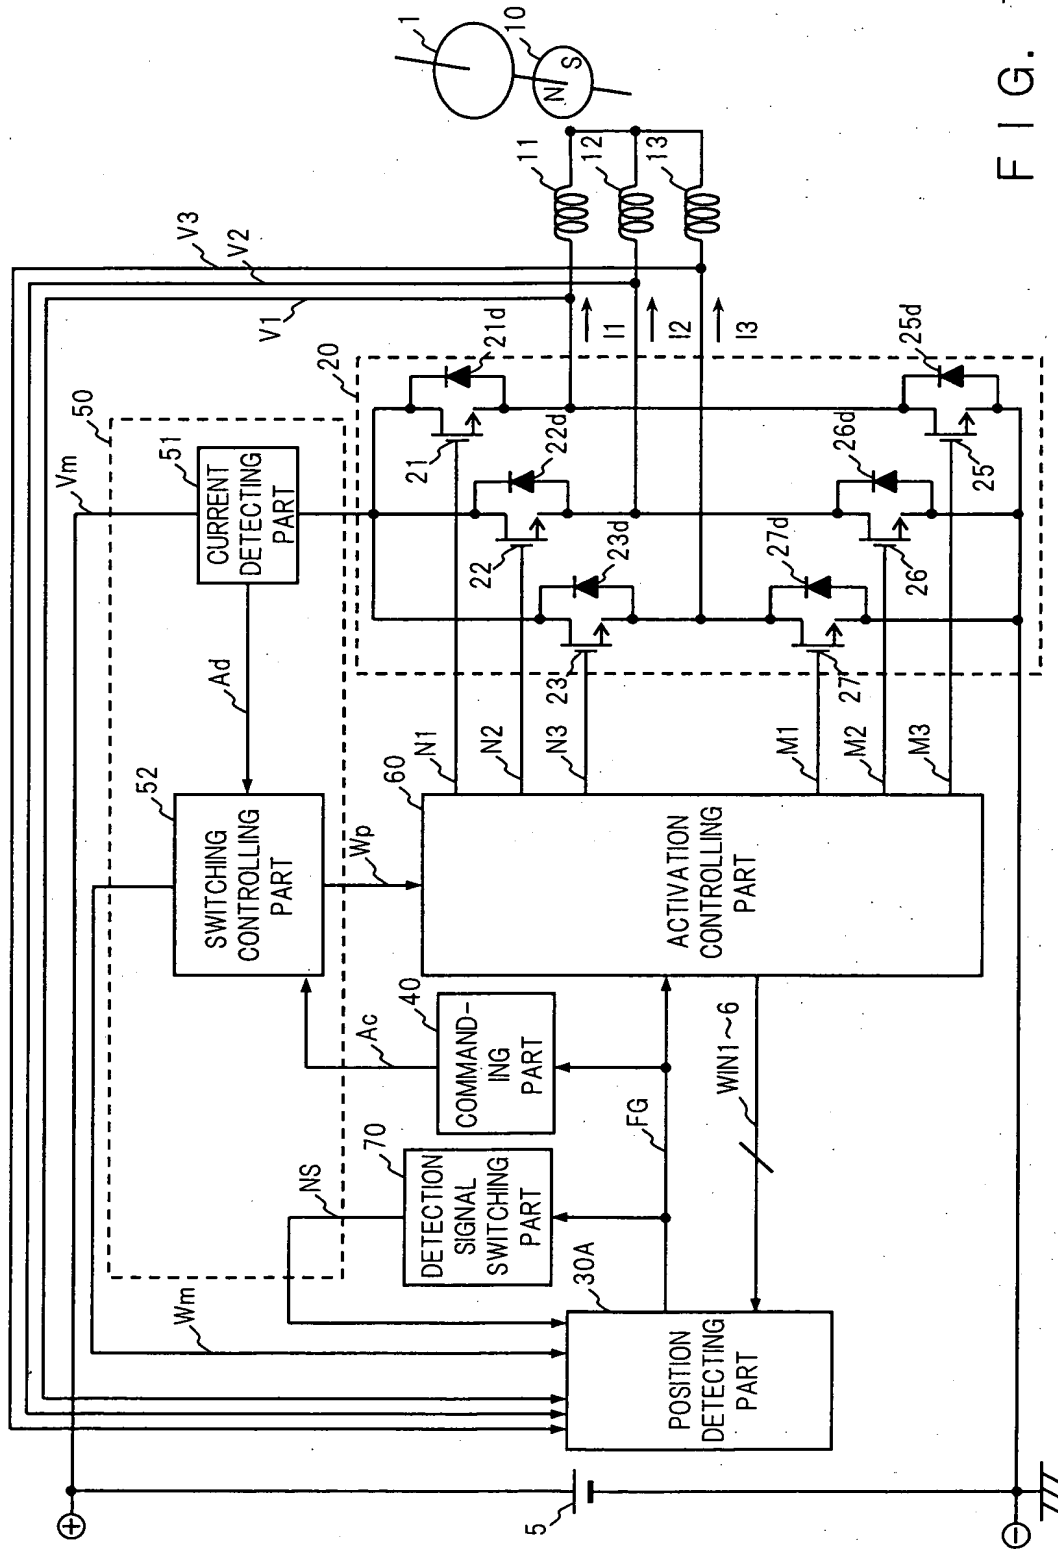 50
Vm
51
CURRENT
DETECTING
PART
Ad
52
SWITCHING
CONTROLLING
PART
Wp
Wm
NS
Ac
V3
V2
V1
1
10
N
S
11
12
13
20
21d
21
22d
22
23d
23
I1
I2
I3
25d
25
26d
26
27d
27
N1
N2
N3
M1
M2
M3
60
ACTIVATION
CONTROLLING
PART
40
COMMAND-
ING
PART
70
DETECTION
SIGNAL
SWITCHING
PART
FG
WIN1~6
30A
POSITION
DETECTING
PART
5
+
−
FIG.